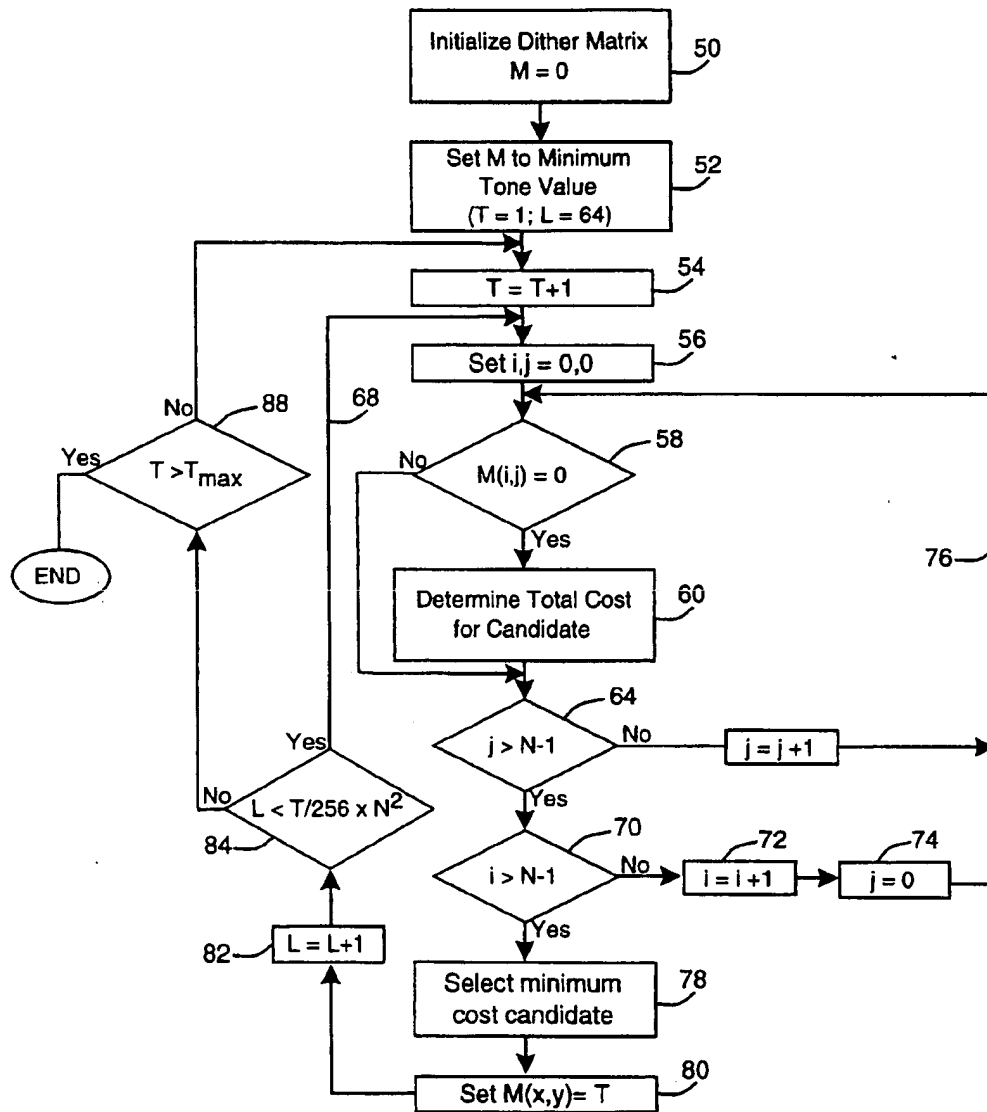 Initialize Dither Matrix
M = 0
50
Set M to Minimum
Tone Value
(T = 1; L = 64)
52
T = T+1
54
Set i,j = 0,0
56
68
No
88
T >Tmax
Yes
END
58
No
M(i,j) = 0
Yes
76
Determine Total Cost
for Candidate
60
64
j > N-1
No
j = j +1
Yes
Yes
No
L < T/256 x N²
84
70
i > N-1
No
72
i = i +1
74
j = 0
Yes
82
L = L+1
Select minimum
cost candidate
78
Set M(x,y)= T
80